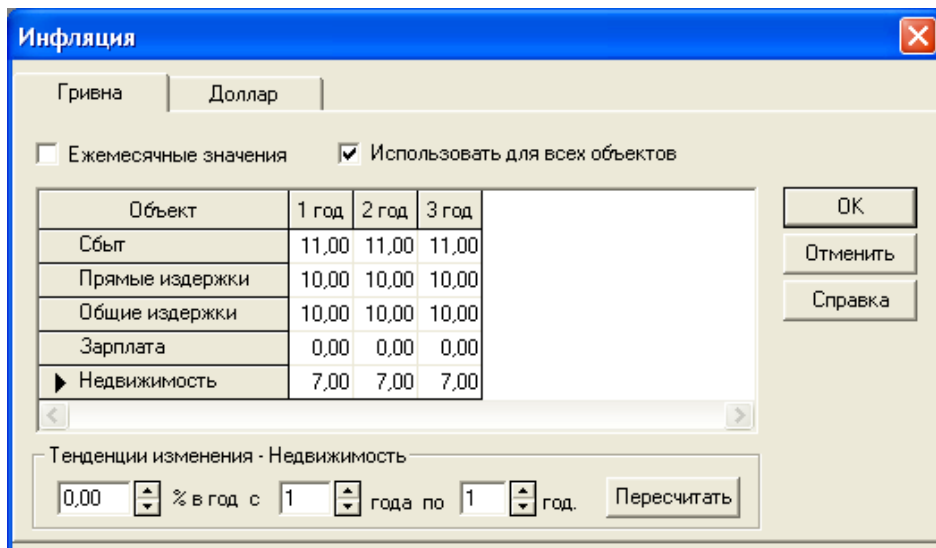 Инфляция
Гривна Доллар
Ежемесячные значения Использовать для всех объектов
Объект 1 год 2 год 3 год
Сбыт 11,00 11,00 11,00
Прямые издержки 10,00 10,00 10,00
Общие издержки 10,00 10,00 10,00
Зарплата 0,00 0,00 0,00
Недвижимость 7,00 7,00 7,00
OK
Отменить
Справка
Тенденции изменения - Недвижимость
0,00 % в год с 1 года по 1 год. Пересчитать